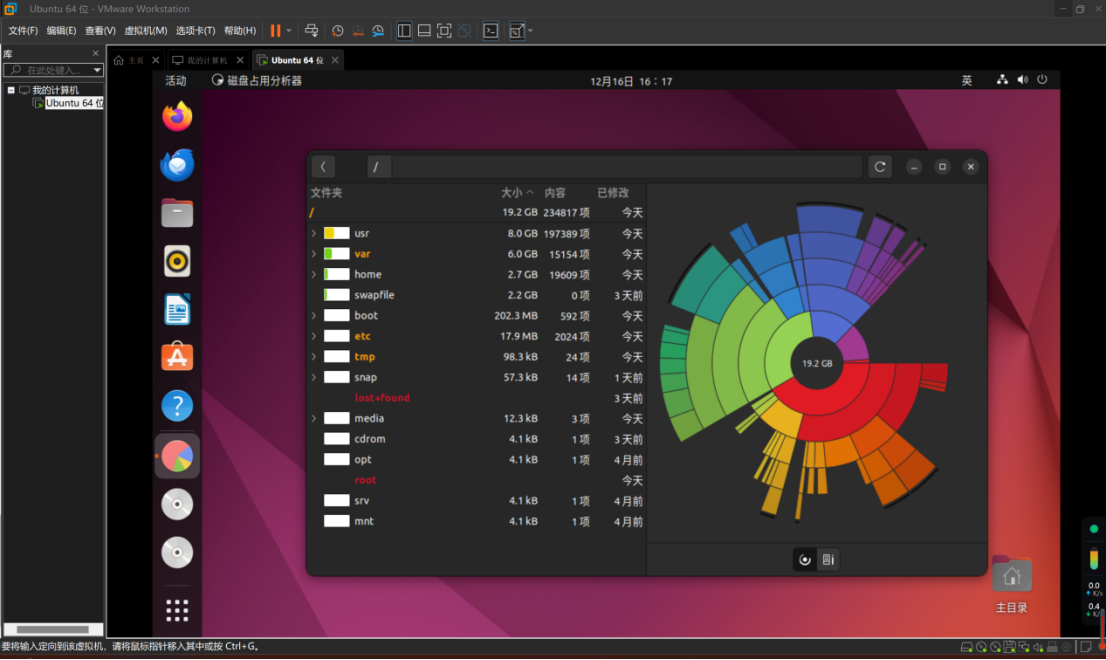 Ubuntu 64 位 - VMware Workstation
文件(F) 编辑(E) 查看(V) 虚拟机(M) 选项卡(T) 帮助(H)
库
在此处键入...
我的计算机
Ubuntu 64 位
主页 我的计算机 Ubuntu 64 位
活动 磁盘占用分析器 12月16日 16：17 英
/
文件夹 大小 内容 已修改
/ 19.2 GB 234817 项 今天
usr 8.0 GB 197389 项 今天
var 6.0 GB 15154 项 今天
home 2.7 GB 19609 项 今天
swapfile 2.2 GB 0 项 3 天前
boot 202.3 MB 592 项 今天
etc 17.9 MB 2024 项 今天
tmp 98.3 kB 24 项 今天
snap 57.3 kB 14 项 1 天前
lost+found 3 天前
media 12.3 kB 3 项 今天
cdrom 4.1 kB 1 项 3 天前
opt 4.1 kB 1 项 4 月前
root 今天
srv 4.1 kB 1 项 4 月前
mnt 4.1 kB 1 项 4 月前
19.2 GB
主目录
0.0
K/s
0.4
K/s
要将输入定向到该虚拟机，请将鼠标指针移入其中或按 Ctrl+G。